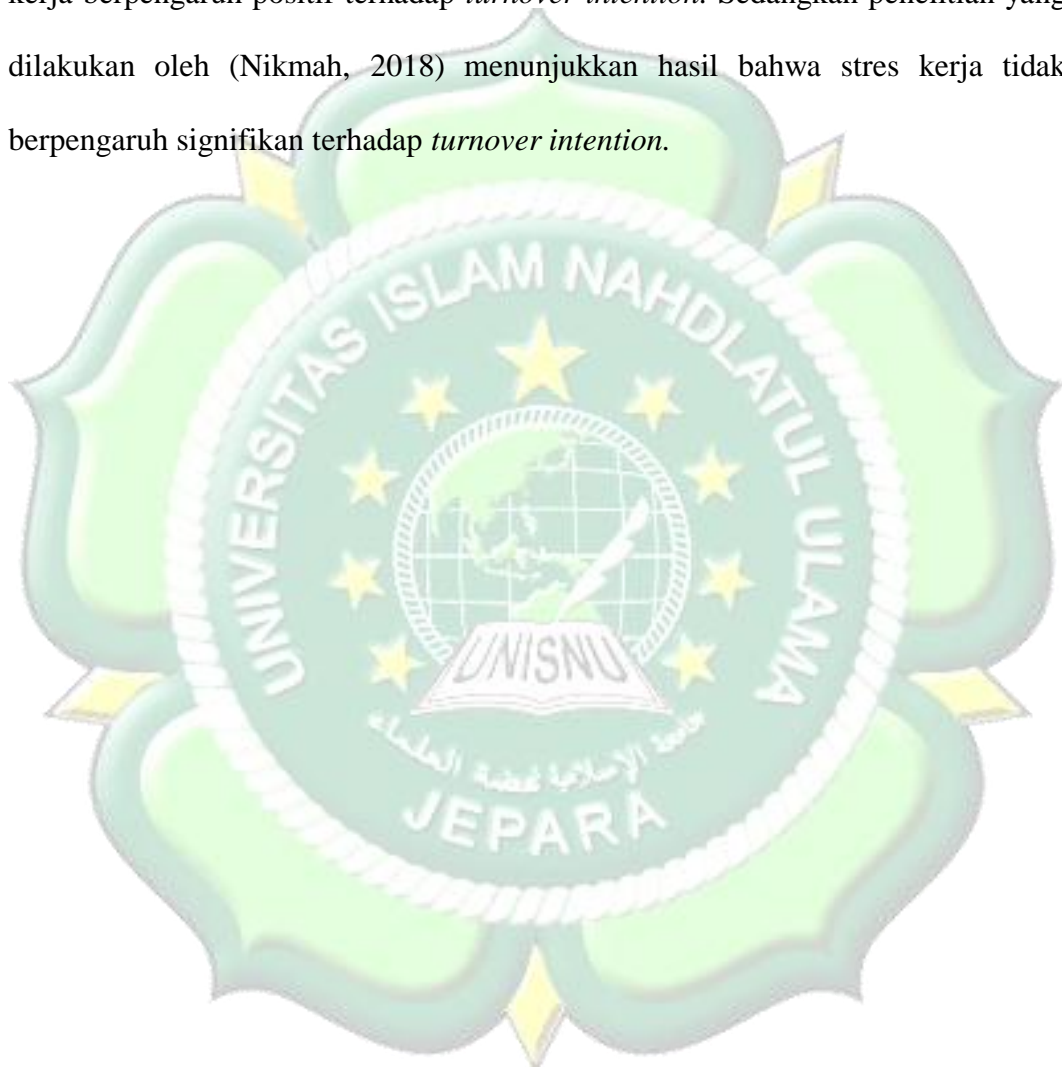 kerja berpengaruh positif terhadap turnover intention. Sedangkan penelitian yang
dilakukan oleh (Nikmah, 2018) menunjukkan hasil bahwa stres kerja tidak
berpengaruh signifikan terhadap turnover intention.
UNIVERSITAS ISLAM NAHDLATUL ULAMA
UNISNU
JEPARA